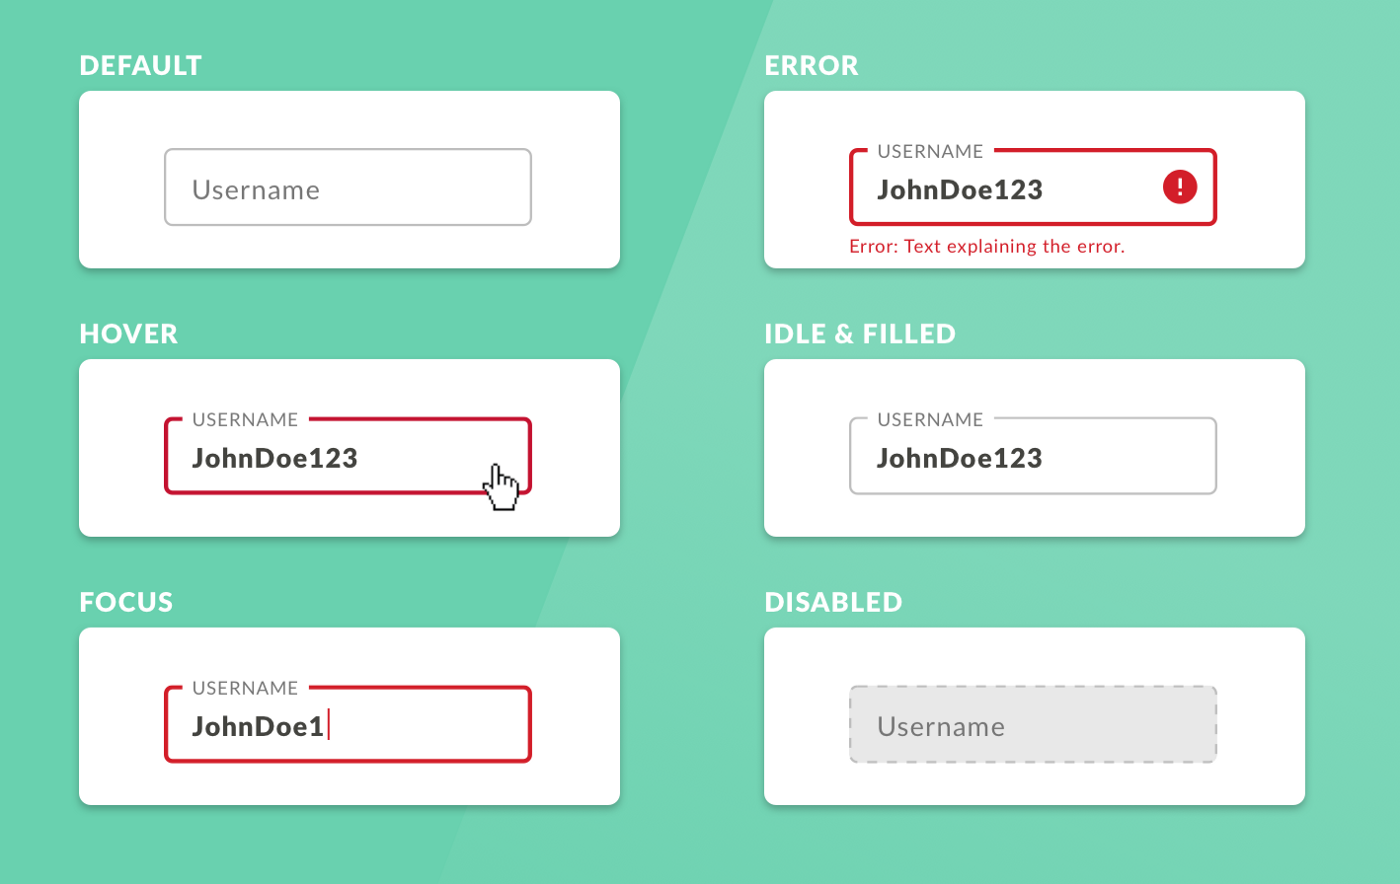 DEFAULT
Username
HOVER
USERNAME
JohnDoe123
FOCUS
USERNAME
JohnDoe1
ERROR
USERNAME
JohnDoe123
!
Error: Text explaining the error.
IDLE & FILLED
USERNAME
JohnDoe123
DISABLED
Username